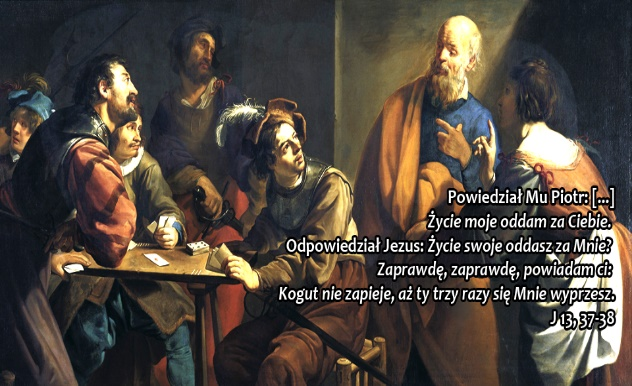 Powiedział Mu Piotr: [...]
Życie moje oddam za Ciebie.
Odpowiedział Jezus: Życie swoje oddasz za Mnie?
Zaprawdę, zaprawdę, powiadam ci:
Kogut nie zapieje, aż ty trzy razy się Mnie wyprzesz.
J 13, 37-38